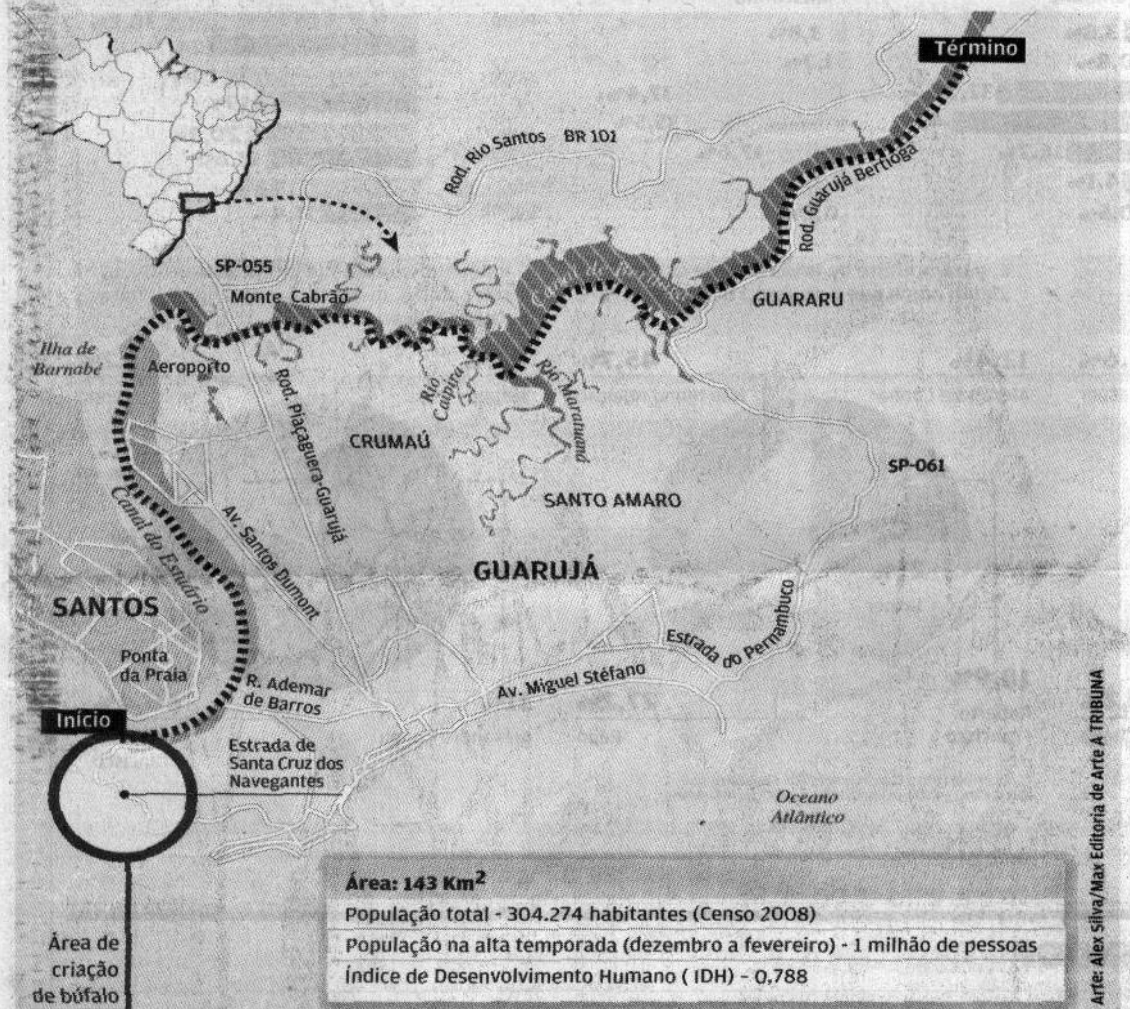 Término
Rod. Rio Santos BR 101
Rod. Guarujá Bertioga
SP-055
Monte Cabrão
GUARARU
Ilha de
Barnabé
Aeroporto
Rod. Piaçaguera-Guarujá
Rio
Caipira
Rio Maratuanã
CRUMAÚ
SP-061
SANTO AMARO
Canal do Estuário
Av. Santos Dumont
GUARUJÁ
SANTOS
Ponta
da Praia
Estrada do Pernambuco
Av. Miguel Stéfano
R. Ademar
de Barros
Início
Estrada de
Santa Cruz dos
Navegantes
Oceano
Atlântico
Área: 143 Km²
População total - 304.274 habitantes (Censo 2008)
População na alta temporada (dezembro a fevereiro) - 1 milhão de pessoas
Índice de Desenvolvimento Humano ( IDH) - 0,788
Área de
criação
de búfalo
Arte: Alex Silva/Max Editoria de Arte A TRIBUNA